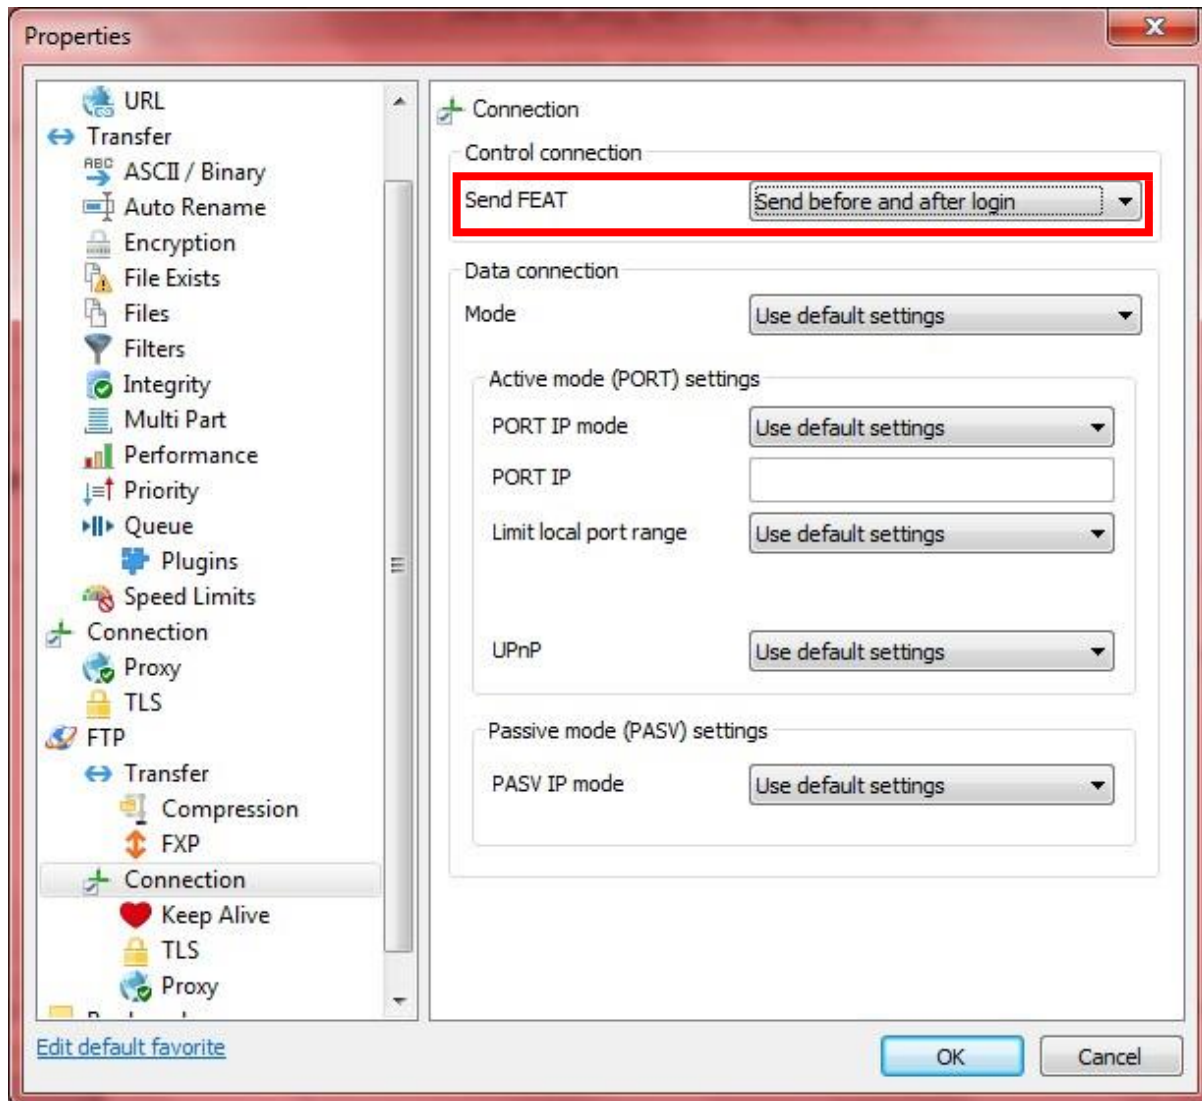 Properties
URL
Transfer
ABC
ASCII / Binary
Auto Rename
Encryption
File Exists
Files
Filters
Integrity
Multi Part
Performance
Priority
Queue
Plugins
Speed Limits
Connection
Proxy
TLS
FTP
Transfer
Compression
FXP
Connection
Keep Alive
TLS
Proxy
Edit default favorite
Connection
Control connection
Send FEAT Send before and after login
Data connection
Mode Use default settings
Active mode (PORT) settings
PORT IP mode Use default settings
PORT IP
Limit local port range Use default settings
UPnP Use default settings
Passive mode (PASV) settings
PASV IP mode Use default settings
OK Cancel